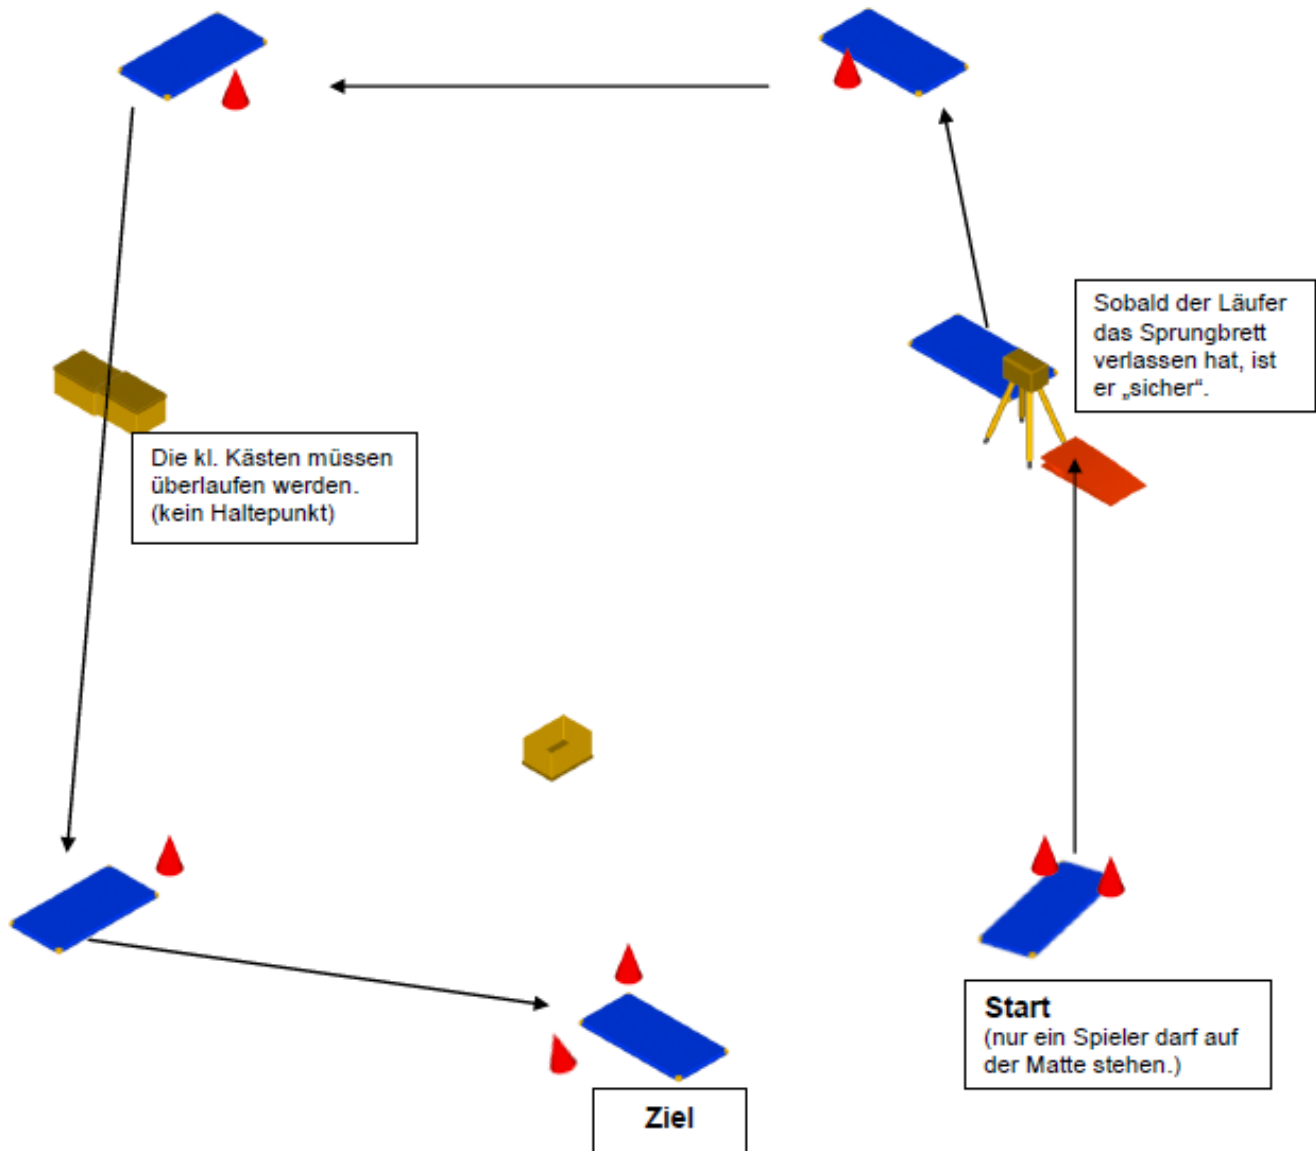 Sobald der Läufer
das Sprungbrett
verlassen hat, ist
er „sicher“.
Die kl. Kästen müssen
überlaufen werden.
(kein Haltepunkt)
Start
(nur ein Spieler darf auf
der Matte stehen.)
Ziel